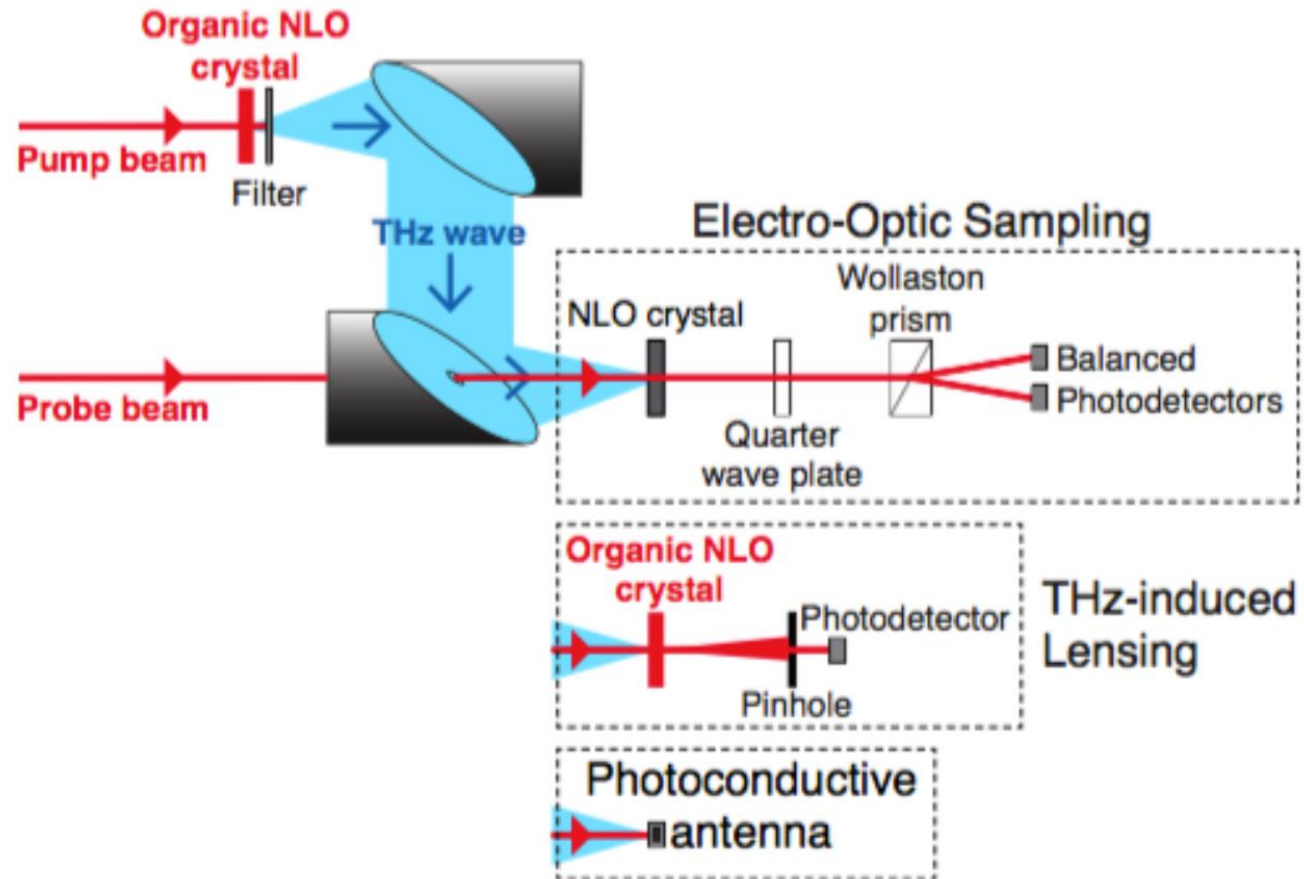 Organic NLO
crystal
Pump beam
Filter
THz wave
Probe beam
Electro-Optic Sampling
NLO crystal
Wollaston
prism
Balanced
Photodetectors
Quarter
wave plate
Organic NLO
crystal
Photodetector
Pinhole
THz-induced
Lensing
Photoconductive
antenna